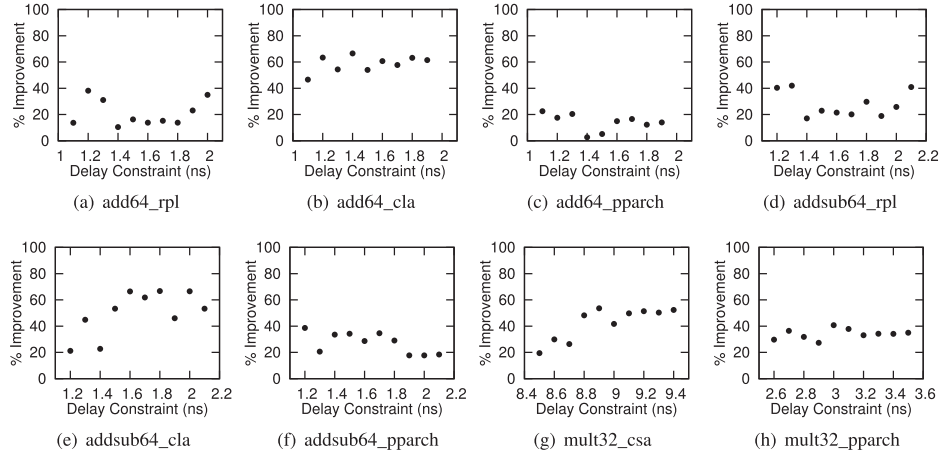 100
80
60
40
20
0
% Improvement
1 1.2 1.4 1.6 1.8 2
Delay Constraint (ns)
(a) add64_rpl
100
80
60
40
20
0
% Improvement
1 1.2 1.4 1.6 1.8 2
Delay Constraint (ns)
(b) add64_cla
100
80
60
40
20
0
% Improvement
1 1.2 1.4 1.6 1.8 2
Delay Constraint (ns)
(c) add64_pparch
100
80
60
40
20
0
% Improvement
1.2 1.4 1.6 1.8 2 2.2
Delay Constraint (ns)
(d) addsub64_rpl
100
80
60
40
20
0
% Improvement
1.2 1.4 1.6 1.8 2 2.2
Delay Constraint (ns)
(e) addsub64_cla
100
80
60
40
20
0
% Improvement
1.2 1.4 1.6 1.8 2 2.2
Delay Constraint (ns)
(f) addsub64_pparch
100
80
60
40
20
0
% Improvement
8.4 8.6 8.8 9 9.2 9.4
Delay Constraint (ns)
(g) mult32_csa
100
80
60
40
20
0
% Improvement
2.6 2.8 3 3.2 3.4 3.6
Delay Constraint (ns)
(h) mult32_pparch